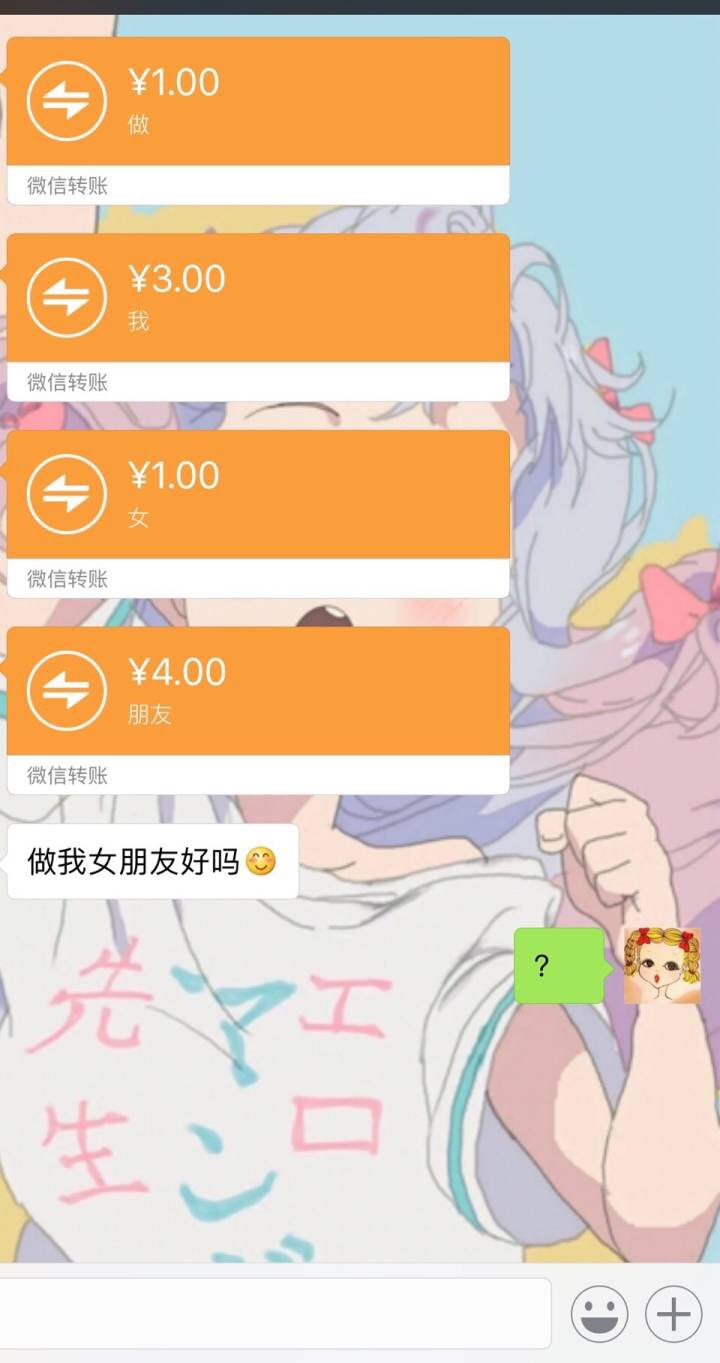 ¥1.00
做
微信转账
¥3.00
我
微信转账
¥1.00
女
微信转账
¥4.00
朋友
微信转账
做我女朋友好吗😊
?
エロ
マンガ
先生